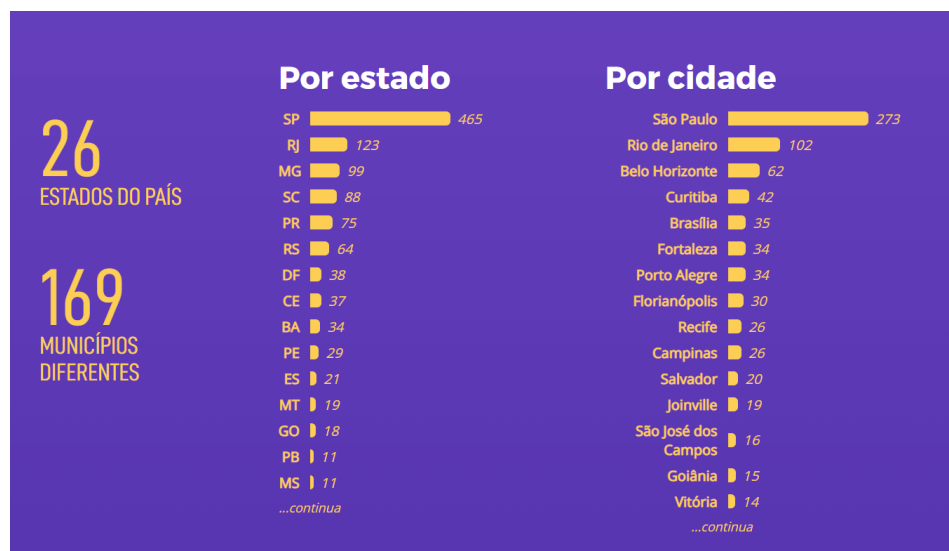 26
ESTADOS DO PAÍS
169
MUNICÍPIOS
DIFERENTES
Por estado
SP 465
RJ 123
MG 99
SC 88
PR 75
RS 64
DF 38
CE 37
BA 34
PE 29
ES 21
MT 19
GO 18
PB 11
MS 11
...continua
Por cidade
São Paulo 273
Rio de Janeiro 102
Belo Horizonte 62
Curitiba 42
Brasília 35
Fortaleza 34
Porto Alegre 34
Florianópolis 30
Recife 26
Campinas 26
Salvador 20
Joinville 19
São José dos
Campos 16
Goiânia 15
Vitória 14
...continua